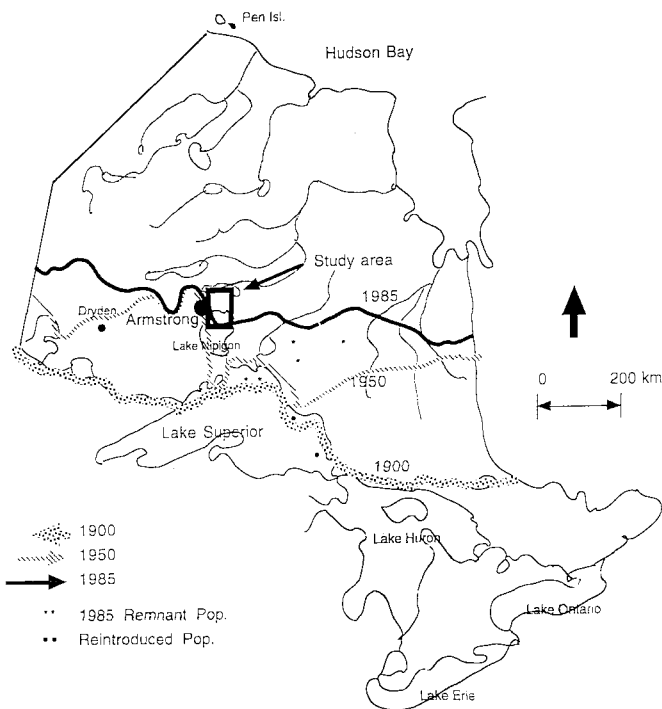 Pen Isl.
Hudson Bay
Study area
1985
Dryden
Armstrong
Lake Nipigon
1950
0 200 km
Lake Superior
1900
Lake Huron
Lake Ontario
Lake Erie
1900
1950
1985
1985 Remnant Pop.
Reintroduced Pop.